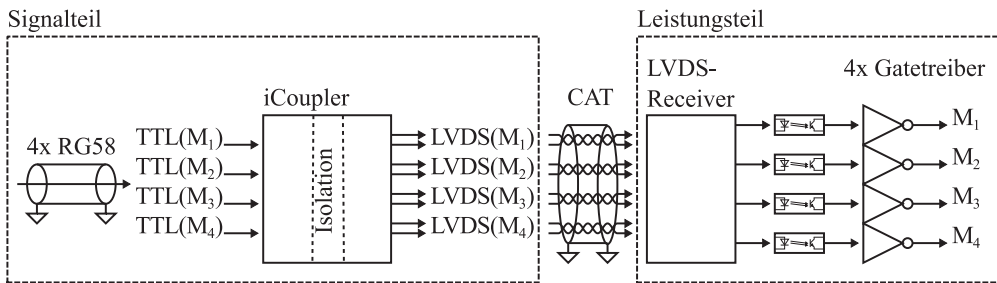 Signalteil
4x RG58
TTL(M1)
TTL(M2)
TTL(M3)
TTL(M4)
iCoupler
Isolation
LVDS(M1)
LVDS(M2)
LVDS(M3)
LVDS(M4)
CAT
Leistungsteil
LVDS-
Receiver
4x Gatetreiber
M1
M2
M3
M4